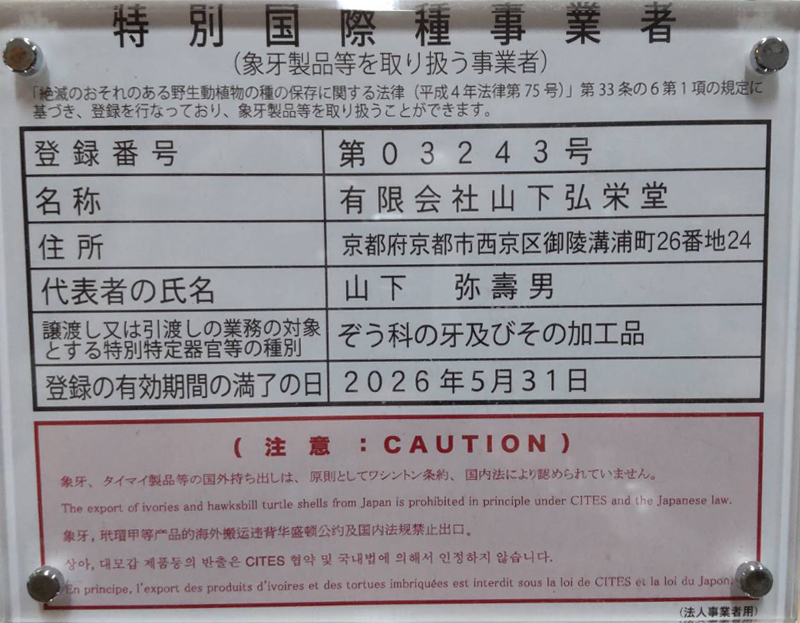 特別国際種事業者
（象牙製品等を取り扱う事業者）
「絶滅のおそれのある野生動植物の種の保存に関する法律（平成４年法律第75号）」第33条の６第１項の規定に
基づき、登録を行なっており、象牙製品等を取り扱うことができます。
登録番号 第０３２４３号
名称 有限会社山下弘栄堂
住所 京都府京都市西京区御陵溝浦町26番地24
代表者の氏名 山下　弥壽男
譲渡し又は引渡しの業務の対象
とする特別特定器官等の種別 ぞう科の牙及びその加工品
登録の有効期間の満了の日 ２０２６年５月３１日
（注意：CAUTION）
象牙、タイマイ製品等の国外持ち出しは、原則としてワシントン条約、国内法により認められていません。
The export of ivories and hawksbill turtle shells from Japan is prohibited in principle under CITES and the Japanese law.
象牙，玳瑁甲等产品的海外搬运违背华盛顿公约及国内法规禁止出口。
상아, 대모갑 제품등의 반출은 CITES 협약 및 국내법에 의해서 인정하지 않습니다.
En principe, l'export des produits d'ivoires et des tortues imbriquées est interdit sous la loi de CITES et la loi du Japon.
（法人事業者用）